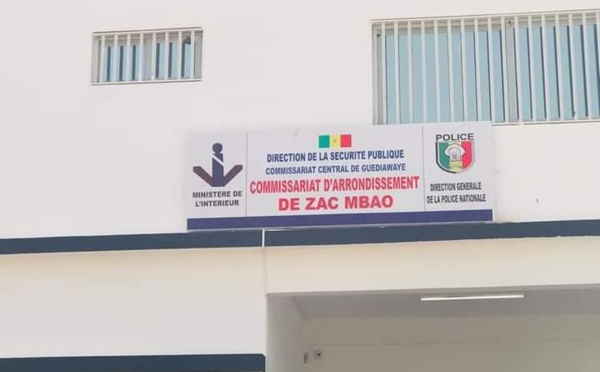 DIRECTION DE LA SECURITE PUBLIQUE
COMMISSARIAT CENTRAL DE GUEDIAWAYE
COMMISSARIAT D'ARRONDISSEMENT
DE ZAC MBAO
MINISTERE DE
L'INTERIEUR
POLICE
DIRECTION GENERALE
DE LA POLICE NATIONALE